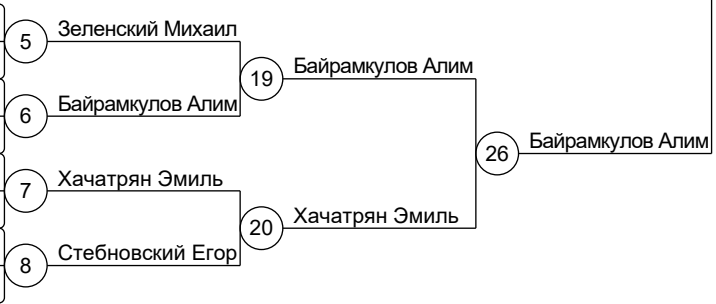 5 Зеленский Михаил
19 Байрамкулов Алим
6 Байрамкулов Алим
26 Байрамкулов Алим
7 Хачатрян Эмиль
20 Хачатрян Эмиль
8 Стебновский Егор